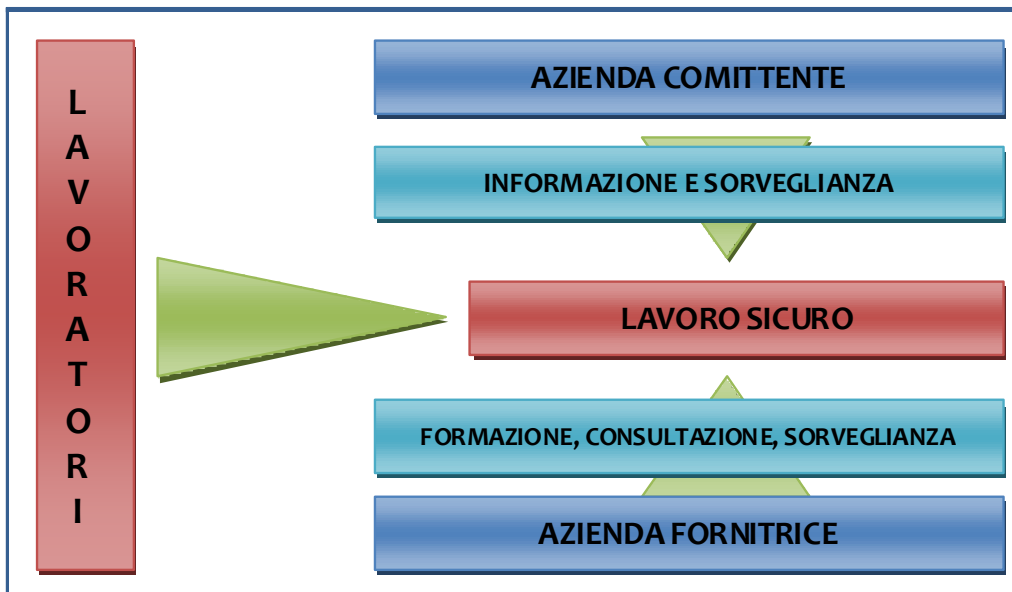 LAVORATORI
AZIENDA COMITTENTE
INFORMAZIONE E SORVEGLIANZA
LAVORO SICURO
FORMAZIONE, CONSULTAZIONE, SORVEGLIANZA
AZIENDA FORNITRICE